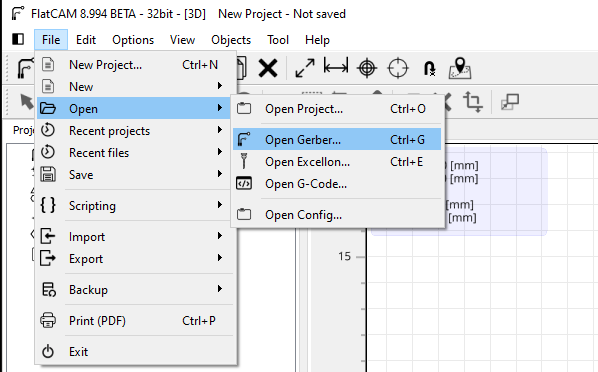 FlatCAM 8.994 BETA - 32bit - [3D] New Project - Not saved
File Edit Options View Objects Tool Help
New Project... Ctrl+N
New
Open
Recent projects
Recent files
Save
Scripting
Import
Export
Backup
Print (PDF) Ctrl+P
Exit
Open Project... Ctrl+O
Open Gerber... Ctrl+G
Open Excellon... Ctrl+E
Open G-Code...
Open Config...
[mm]
[mm]
[mm]
[mm]
15